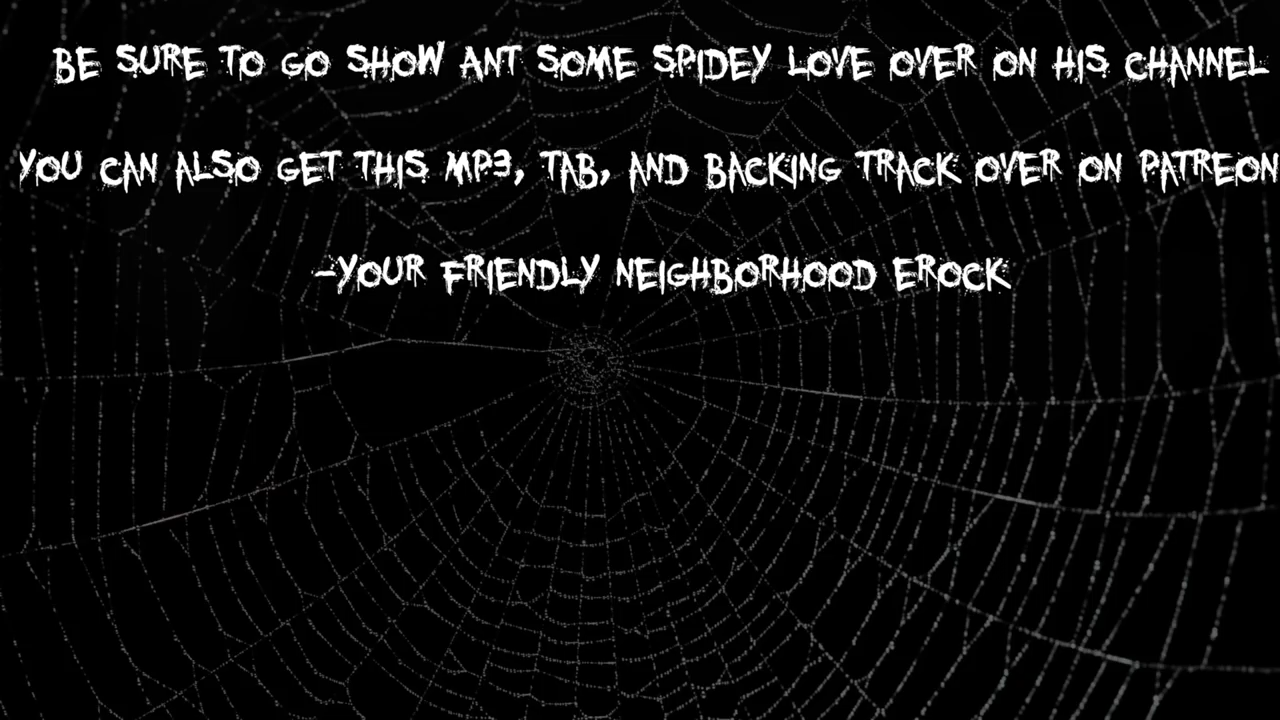 BE SURE TO GO SHOW ANT SOME SPIDEY LOVE OVER ON HIS CHANNEL
YOU CAN ALSO GET THIS MP3, TAB, AND BACKING TRACK OVER ON PATREON
-YOUR FRIENDLY NEIGHBORHOOD EROCK